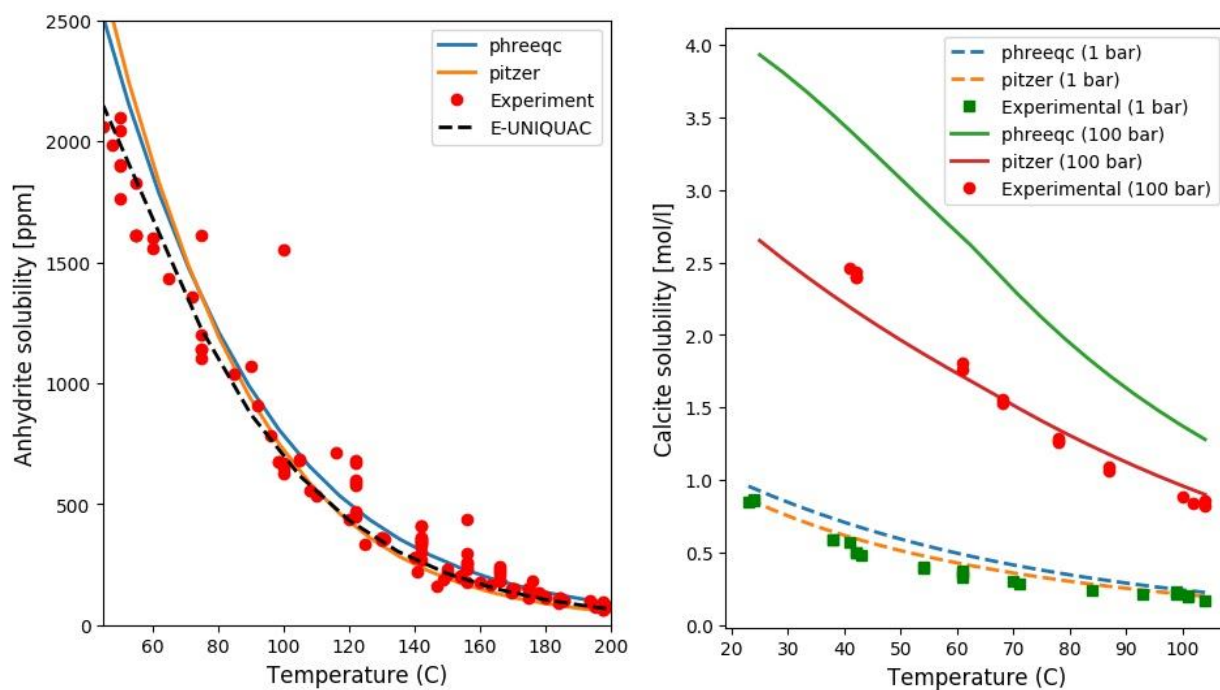 2500
2000
1500
1000
500
0
60
80
100
120
140
160
180
200
Temperature (C)
Anhydrite solubility [ppm]
phreeqc
pitzer
Experiment
E-UNIQUAC
4.0
3.5
3.0
2.5
2.0
1.5
1.0
0.5
0.0
20
30
40
50
60
70
80
90
100
Temperature (C)
Calcite solubility [mol/l]
phreeqc (1 bar)
pitzer (1 bar)
Experimental (1 bar)
phreeqc (100 bar)
pitzer (100 bar)
Experimental (100 bar)